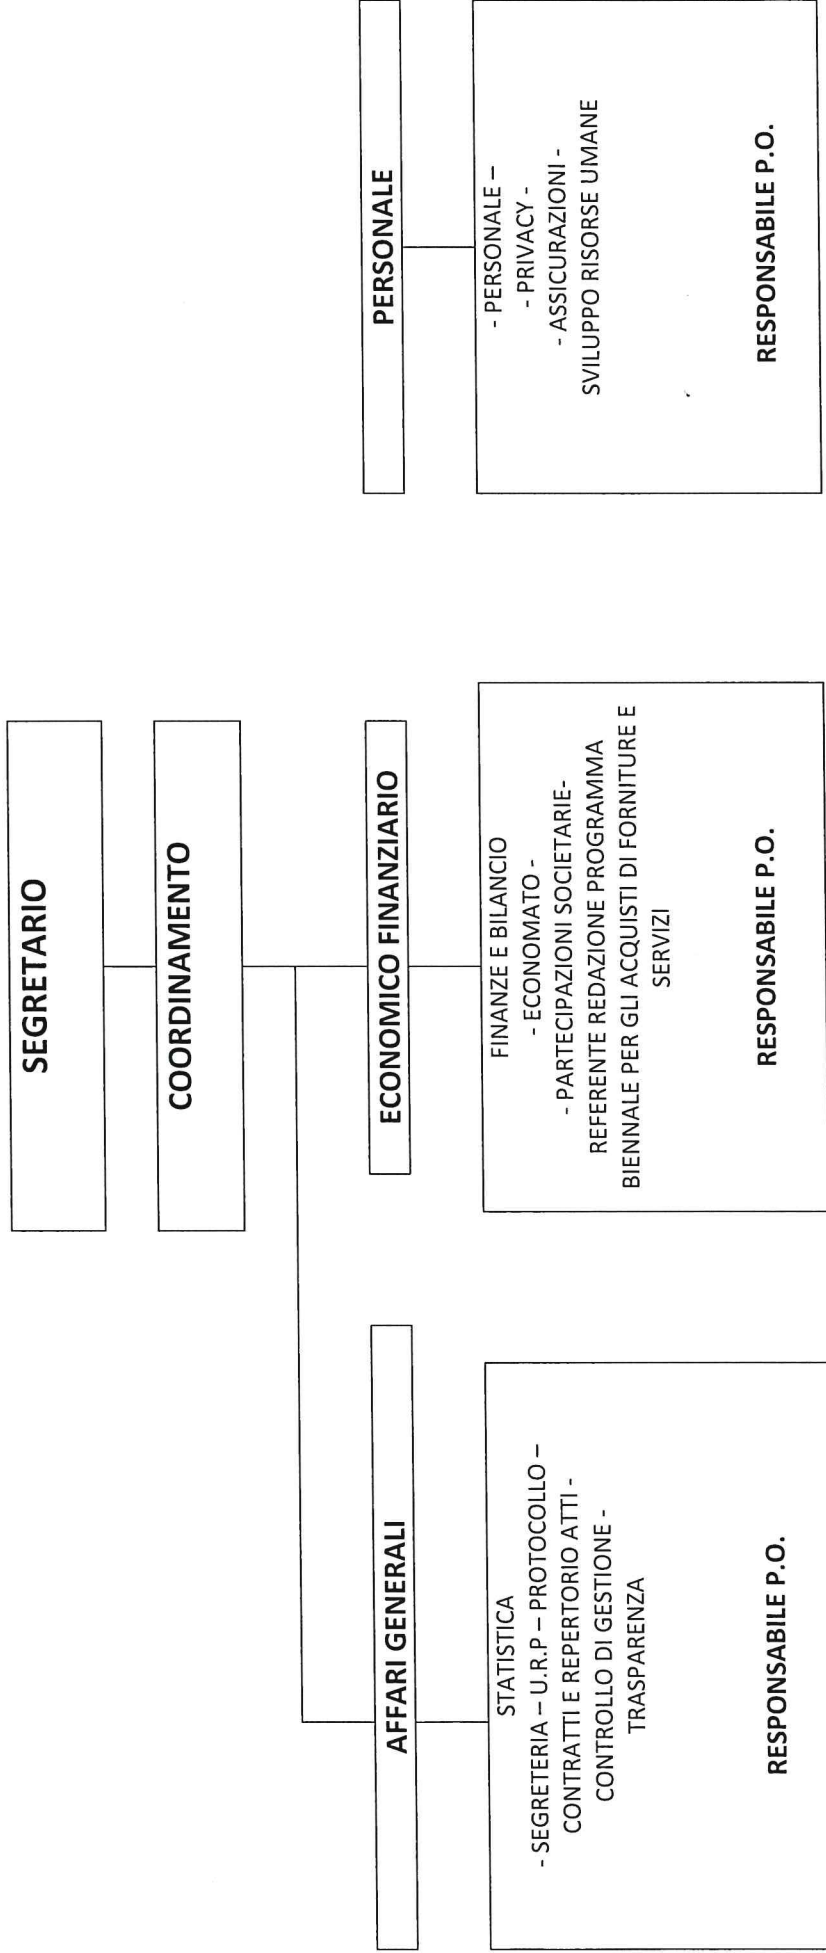 SEGRETARIO
COORDINAMENTO
AFFARI GENERALI
STATISTICA
- SEGRETERIA – U.R.P – PROTOCOLLO –
CONTRATTI E REPERTORIO ATTI -
CONTROLLO DI GESTIONE -
TRASPARENZA
RESPONSABILE P.O.
ECONOMICO FINANZIARIO
FINANZE E BILANCIO
- ECONOMATO -
- PARTECIPAZIONI SOCIETARIE-
REFERENTE REDAZIONE PROGRAMMA
BIENNALE PER GLI ACQUISTI DI FORNITURE E
SERVIZI
RESPONSABILE P.O.
PERSONALE
- PERSONALE –
- PRIVACY -
- ASSICURAZIONI -
SVILUPPO RISORSE UMANE
RESPONSABILE P.O.